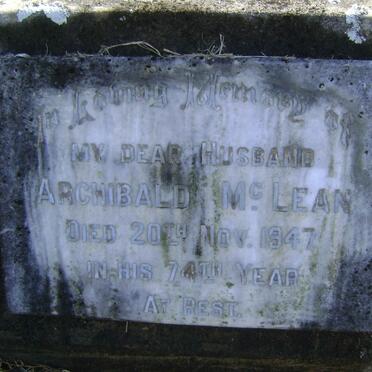 In Loving Memory of
MY DEAR HUSBAND
ARCHIBALD MCLEAN
DIED 20TH NOV. 1947
IN HIS 74TH YEAR
AT REST.